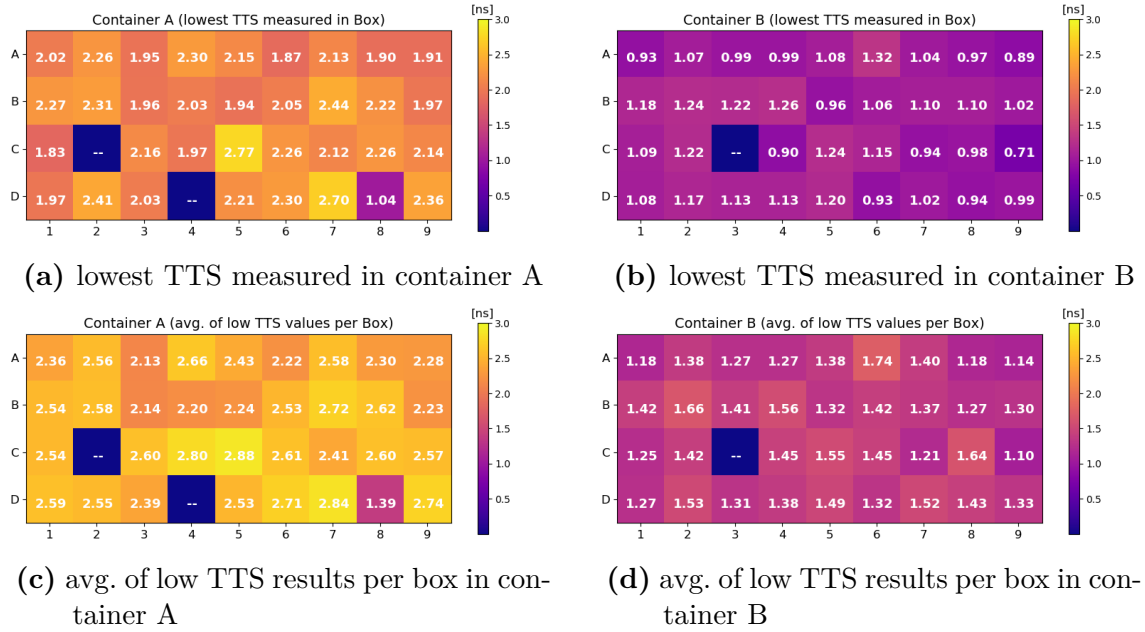 Container A (lowest TTS measured in Box)
[ns]
A 2.02 2.26 1.95 2.30 2.15 1.87 2.13 1.90 1.91
B 2.27 2.31 1.96 2.03 1.94 2.05 2.44 2.22 1.97
C 1.83 -- 2.16 1.97 2.77 2.26 2.12 2.26 2.14
D 1.97 2.41 2.03 -- 2.21 2.30 2.70 1.04 2.36
1 2 3 4 5 6 7 8 9
3.0
2.5
2.0
1.5
1.0
0.5
(a) lowest TTS measured in container A
Container B (lowest TTS measured in Box)
[ns]
A 0.93 1.07 0.99 0.99 1.08 1.32 1.04 0.97 0.89
B 1.18 1.24 1.22 1.26 0.96 1.06 1.10 1.10 1.02
C 1.09 1.22 -- 0.90 1.24 1.15 0.94 0.98 0.71
D 1.08 1.17 1.13 1.13 1.20 0.93 1.02 0.94 0.99
1 2 3 4 5 6 7 8 9
3.0
2.5
2.0
1.5
1.0
0.5
(b) lowest TTS measured in container B
Container A (avg. of low TTS values per Box)
[ns]
A 2.36 2.56 2.13 2.66 2.43 2.22 2.58 2.30 2.28
B 2.54 2.58 2.14 2.20 2.24 2.53 2.72 2.62 2.23
C 2.54 -- 2.60 2.80 2.88 2.61 2.41 2.60 2.57
D 2.59 2.55 2.39 -- 2.53 2.71 2.84 1.39 2.74
1 2 3 4 5 6 7 8 9
3.0
2.5
2.0
1.5
1.0
0.5
(c) avg. of low TTS results per box in con-
tainer A
Container B (avg. of low TTS values per Box)
[ns]
A 1.18 1.38 1.27 1.27 1.38 1.74 1.40 1.18 1.14
B 1.42 1.66 1.41 1.56 1.32 1.42 1.37 1.27 1.30
C 1.25 1.42 -- 1.45 1.55 1.45 1.21 1.64 1.10
D 1.27 1.53 1.31 1.38 1.49 1.32 1.52 1.43 1.33
1 2 3 4 5 6 7 8 9
3.0
2.5
2.0
1.5
1.0
0.5
(d) avg. of low TTS results per box in con-
tainer B